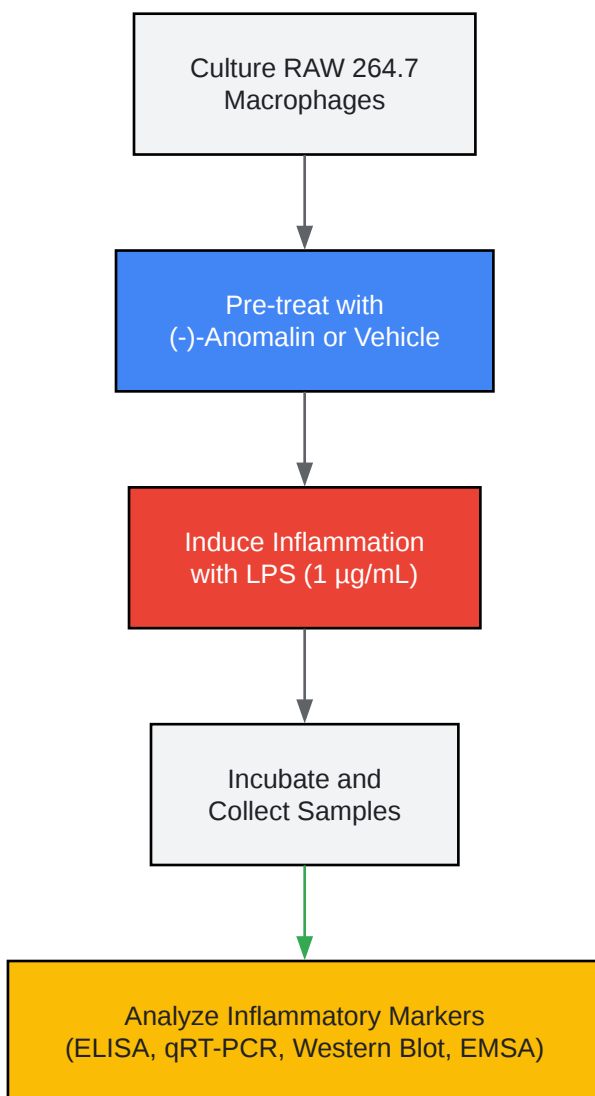 Culture RAW 264.7
Macrophages
Pre-treat with
(-)-Anomalin or Vehicle
Induce Inflammation
with LPS (1 µg/mL)
Incubate and
Collect Samples
Analyze Inflammatory Markers
(ELISA, qRT-PCR, Western Blot, EMSA)